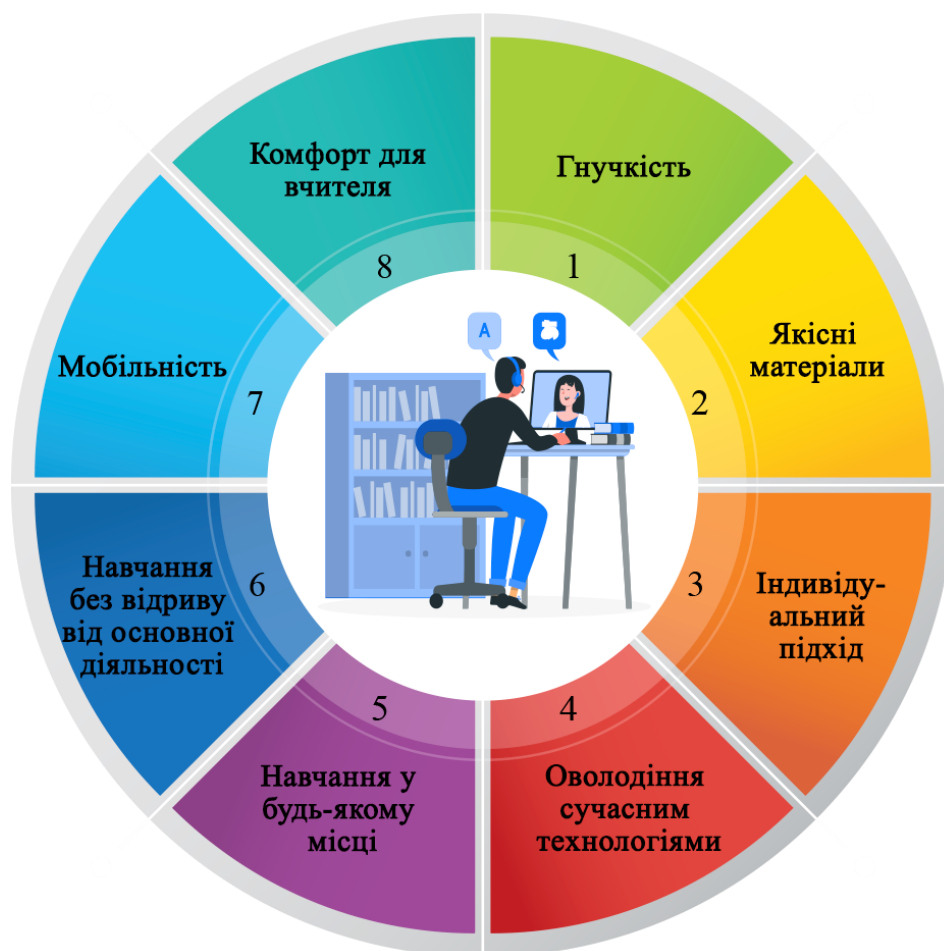 Гнучкість
1
Якісні
матеріали
2
Індивіду-
альний
підхід
3
Оволодіння
сучасним
технологіями
4
Навчання у
будь-якому
місці
5
Навчання
без відриву
від основної
діяльності
6
Мобільність
7
Комфорт для
вчителя
8
A